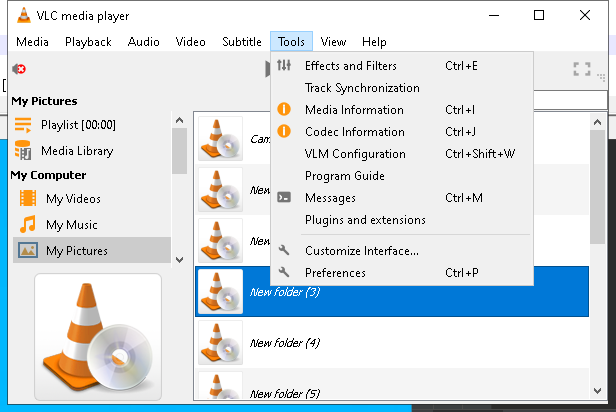 VLC media player
Media Playback Audio Video Subtitle Tools View Help
Effects and Filters Ctrl+E
Track Synchronization
Media Information Ctrl+I
Codec Information Ctrl+J
VLM Configuration Ctrl+Shift+W
Program Guide
Messages Ctrl+M
Plugins and extensions
Customize Interface...
Preferences Ctrl+P
My Pictures
Playlist [00:00]
Media Library
My Computer
My Videos
My Music
My Pictures
New folder (3)
New folder (4)
New folder (5)